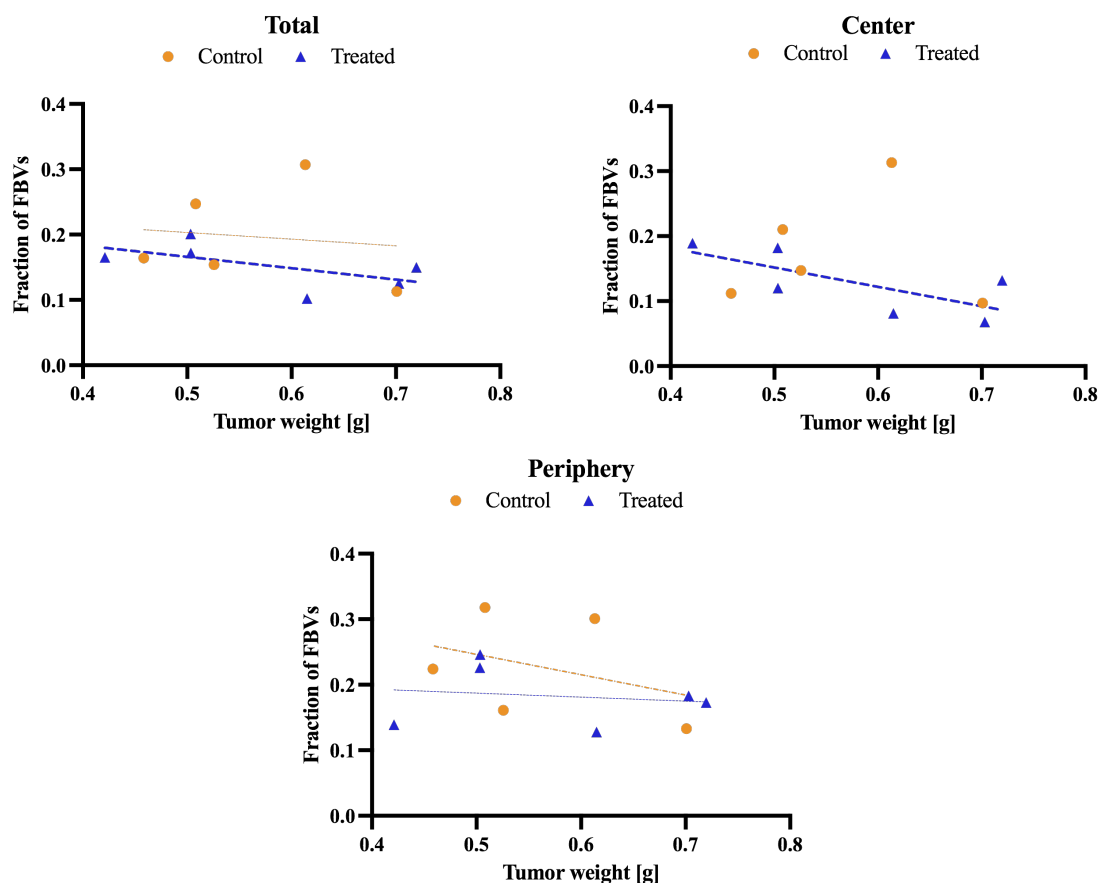 Total
Control Treated
0.4
0.3
0.2
0.1
0.0
Fraction of FBVs
0.4 0.5 0.6 0.7 0.8
Tumor weight [g]
Center
Control Treated
0.4
0.3
0.2
0.1
0.0
Fraction of FBVs
0.4 0.5 0.6 0.7 0.8
Tumor weight [g]
Periphery
Control Treated
0.4
0.3
0.2
0.1
0.0
Fraction of FBVs
0.4 0.5 0.6 0.7 0.8
Tumor weight [g]